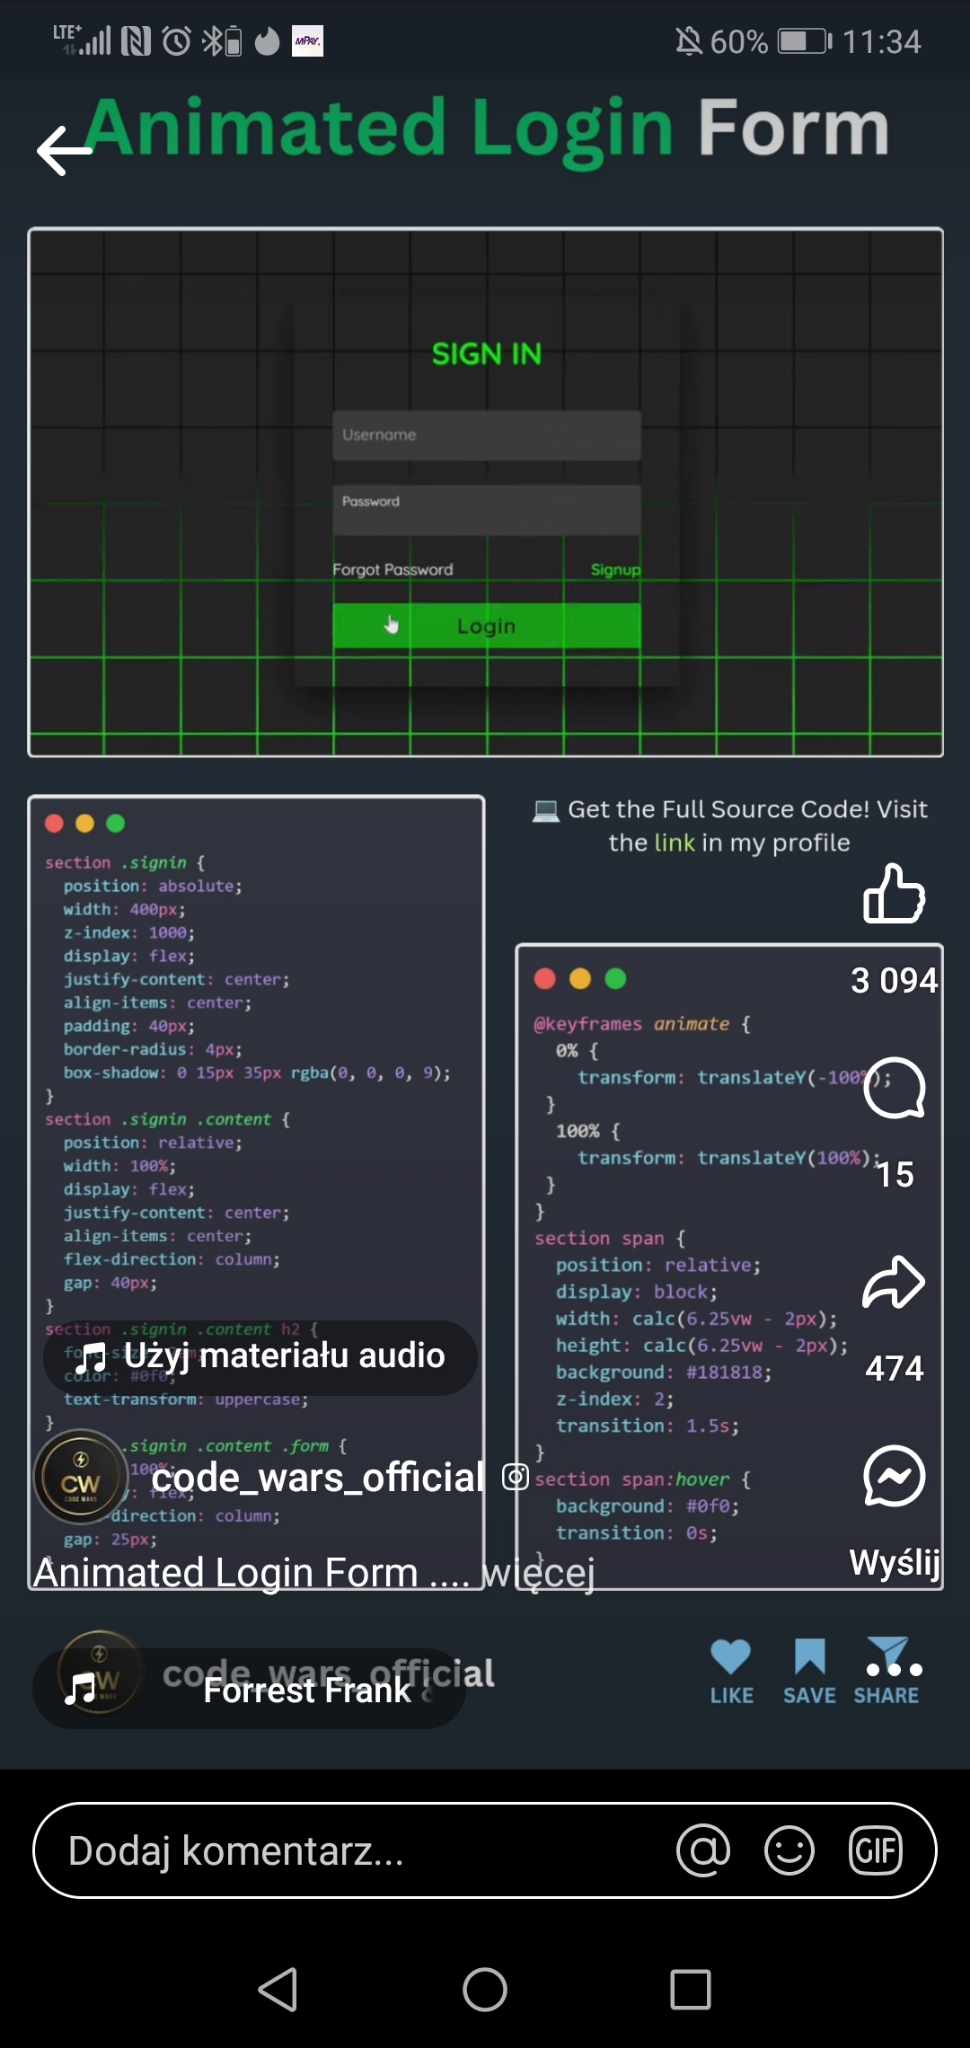 LTE+
mPay.
60%
11:34
Animated Login Form
SIGN IN
Username
Password
Forgot Password
Signup
Login
section .signin {
position: absolute;
width: 400px;
z-index: 1000;
display: flex;
justify-content: center;
align-items: center;
padding: 40px;
border-radius: 4px;
box-shadow: 0 15px 35px rgba(0, 0, 0, 9);
}
section .signin .content {
position: relative;
width: 100%;
display: flex;
justify-content: center;
align-items: center;
flex-direction: column;
gap: 40px;
}
section .signin .content h2 {
color: #0f0;
text-transform: uppercase;
}
.signin .content .form {
100%;
flex;
-direction: column;
gap: 25px;
💻 Get the Full Source Code! Visit
the link in my profile
@keyframes animate {
0% {
transform: translateY(-100%);
}
100% {
transform: translateY(100%);
}
}
section span {
position: relative;
display: block;
width: calc(6.25vw - 2px);
height: calc(6.25vw - 2px);
background: #181818;
z-index: 2;
transition: 1.5s;
}
section span:hover {
background: #0f0;
transition: 0s;
}
3 094
15
474
Wyślij
Użyj materiału audio
CW
CODE WARS
code_wars_official
Animated Login Form .... więcej
code_wars_official
Forrest Frank
LIKE
SAVE
SHARE
Dodaj komentarz...
@
GIF